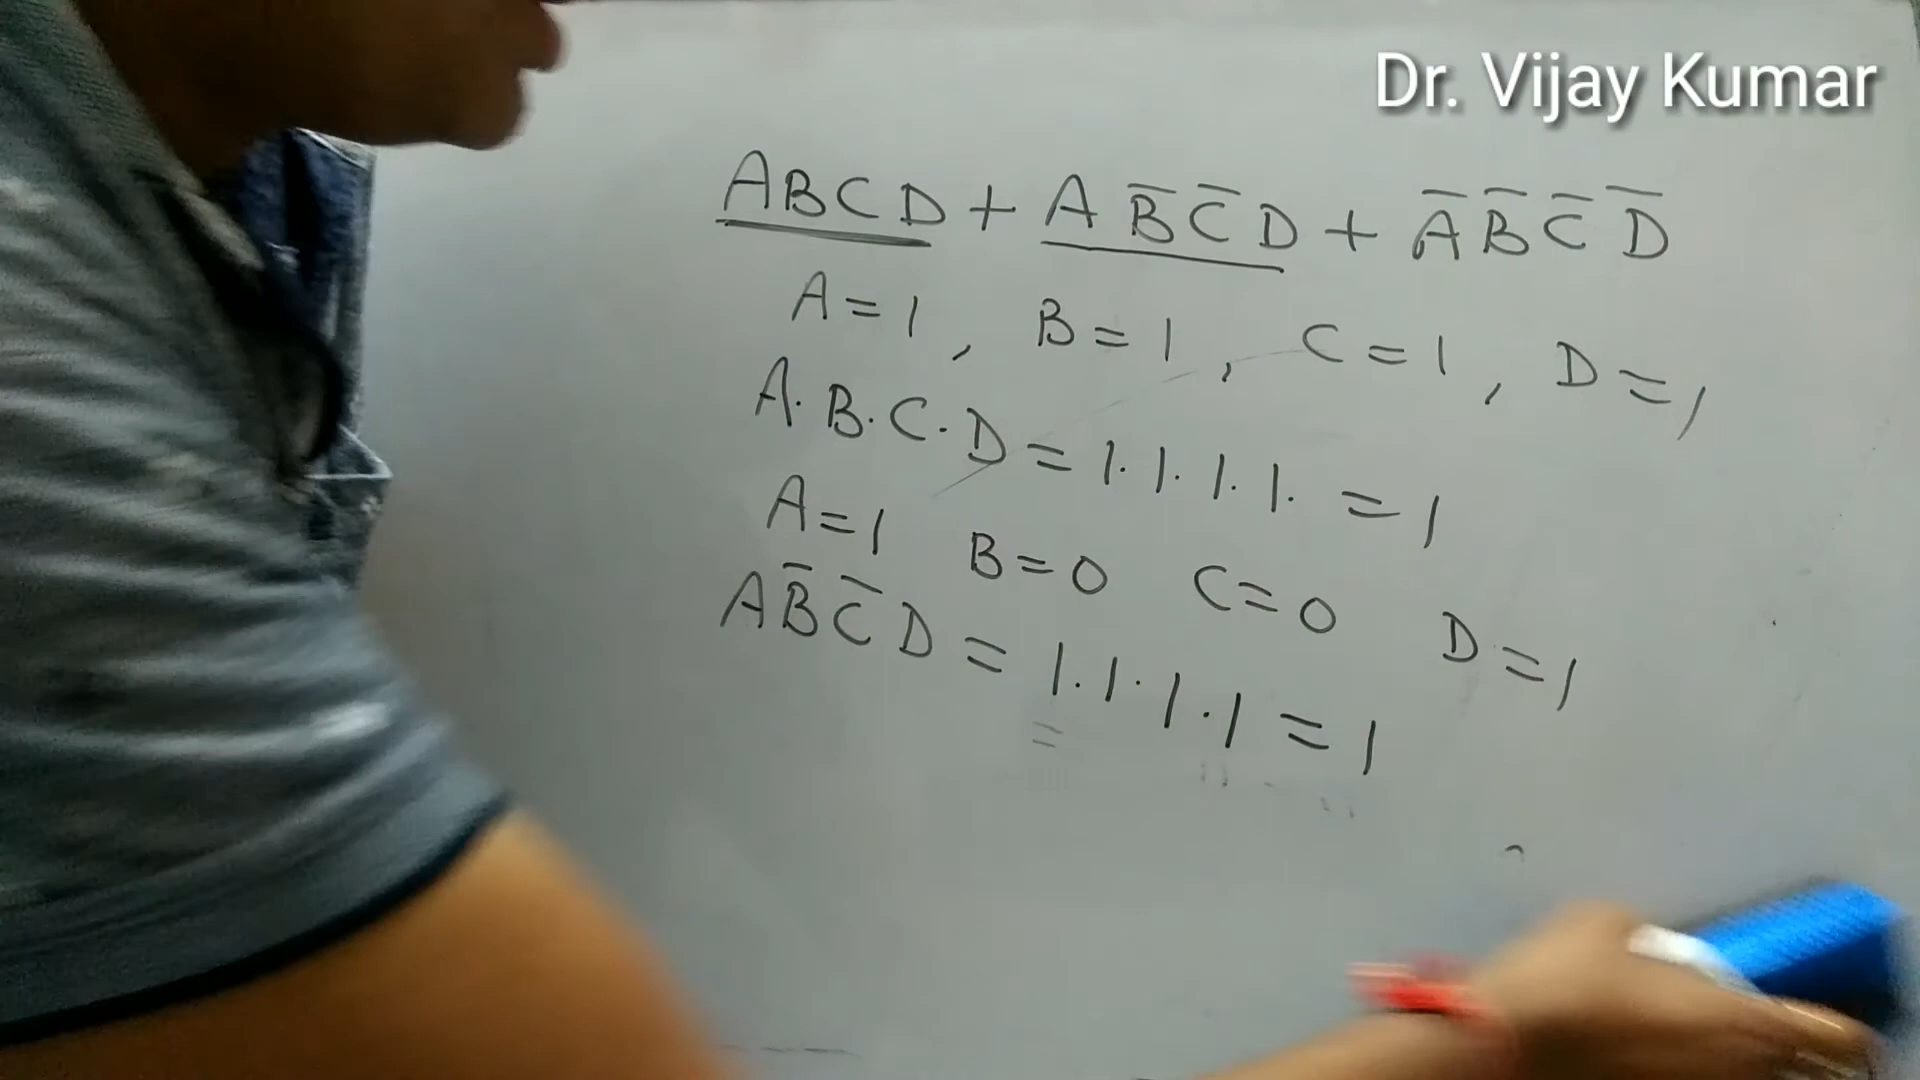 Dr. Vijay Kumar
ABCD + AB̅C̅D + A̅B̅C̅D̅
A=1, B=1, C=1, D=1
A.B.C.D = 1.1.1.1. = 1
A=1 B=0 C=0 D=1
AB̅C̅D = 1.1.1.1 = 1